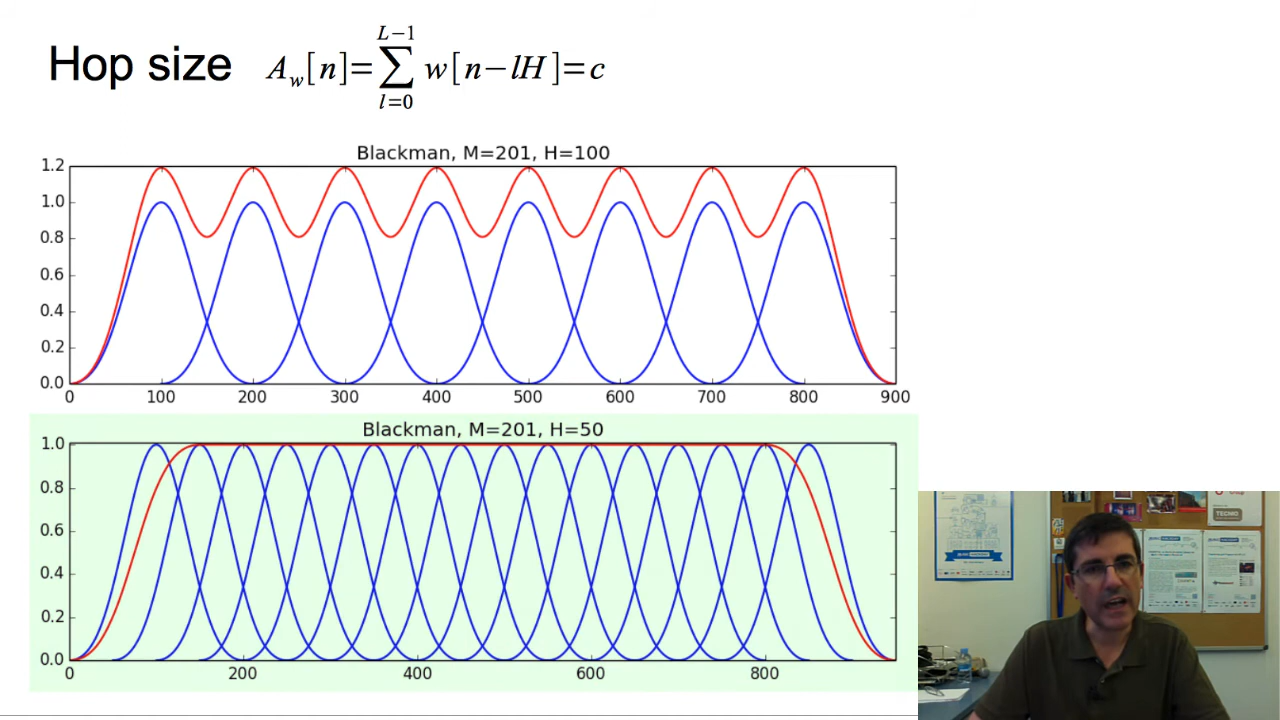 Hop size A_w[n]=∑_{l=0}^{L−1} w[n−lH]=c
Blackman, M=201, H=100
1.2
1.0
0.8
0.6
0.4
0.2
0.0
0 100 200 300 400 500 600 700 800 900
Blackman, M=201, H=50
1.0
0.8
0.6
0.4
0.2
0.0
0 200 400 600 800
TECNIO